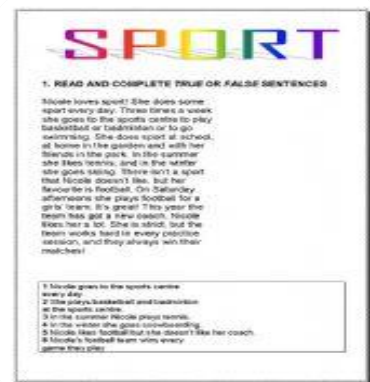 SPORT
1. READ AND COMPLETE TRUE OR FALSE SENTENCES
Nicole loves sport! She does some
sport every day. Three times a week
she goes to the sports centre to play
basketball or badminton or to go
swimming. She does sport at school,
at home in the garden and with her
friends in the park. In the summer
she likes tennis, and in the winter
she goes skiing. There isn't a sport
that Nicole doesn't like, but her
favourite is football. On Saturday
afternoons she plays football for a
girls' team. It's great! This year the
team has got a new coach. Nicole
likes her a lot. She is strict, but the
team works hard in every practice
session, and they always win their
matches!
1 Nicole goes to the sports centre
every day.
2 She plays basketball and badminton
at the sports centre.
3 In the summer Nicole plays tennis.
4 In the winter she goes snowboarding.
5 Nicole likes football but she doesn't like her coach.
6 Nicole's football team wins every
game they play